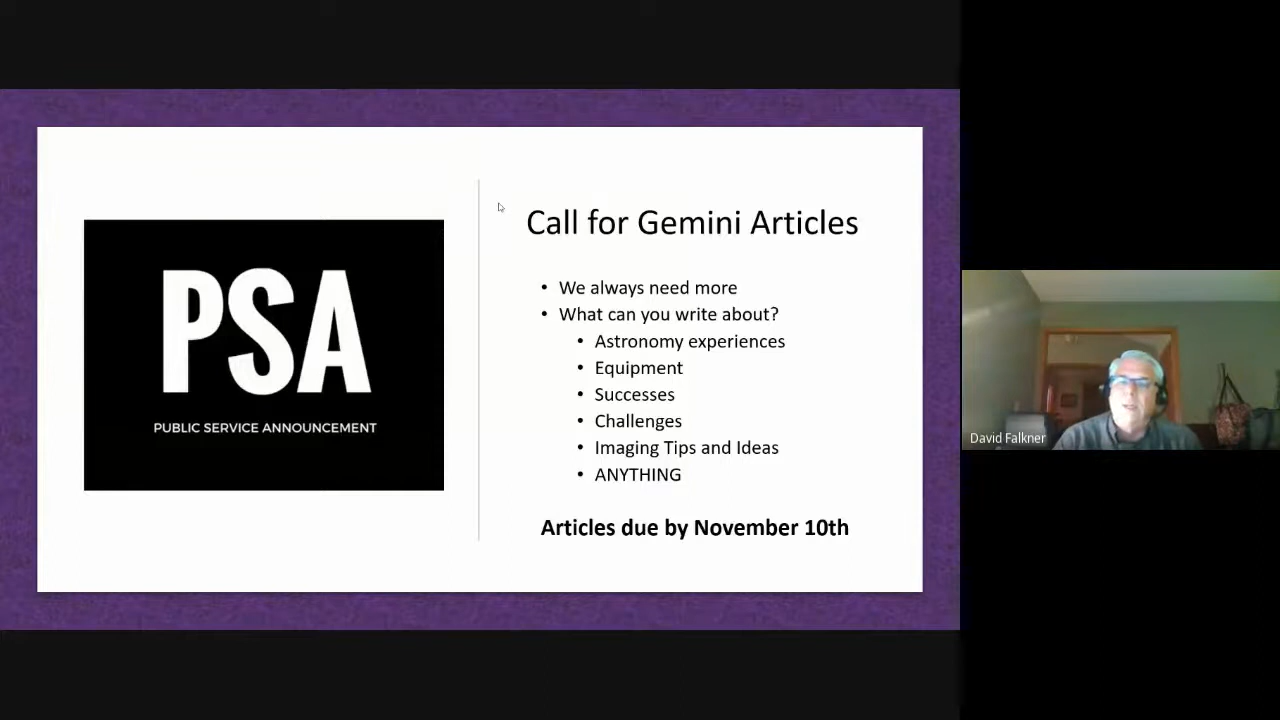 PSA
PUBLIC SERVICE ANNOUNCEMENT
Call for Gemini Articles
• We always need more
• What can you write about?
• Astronomy experiences
• Equipment
• Successes
• Challenges
• Imaging Tips and Ideas
• ANYTHING
Articles due by November 10th
David Falkner